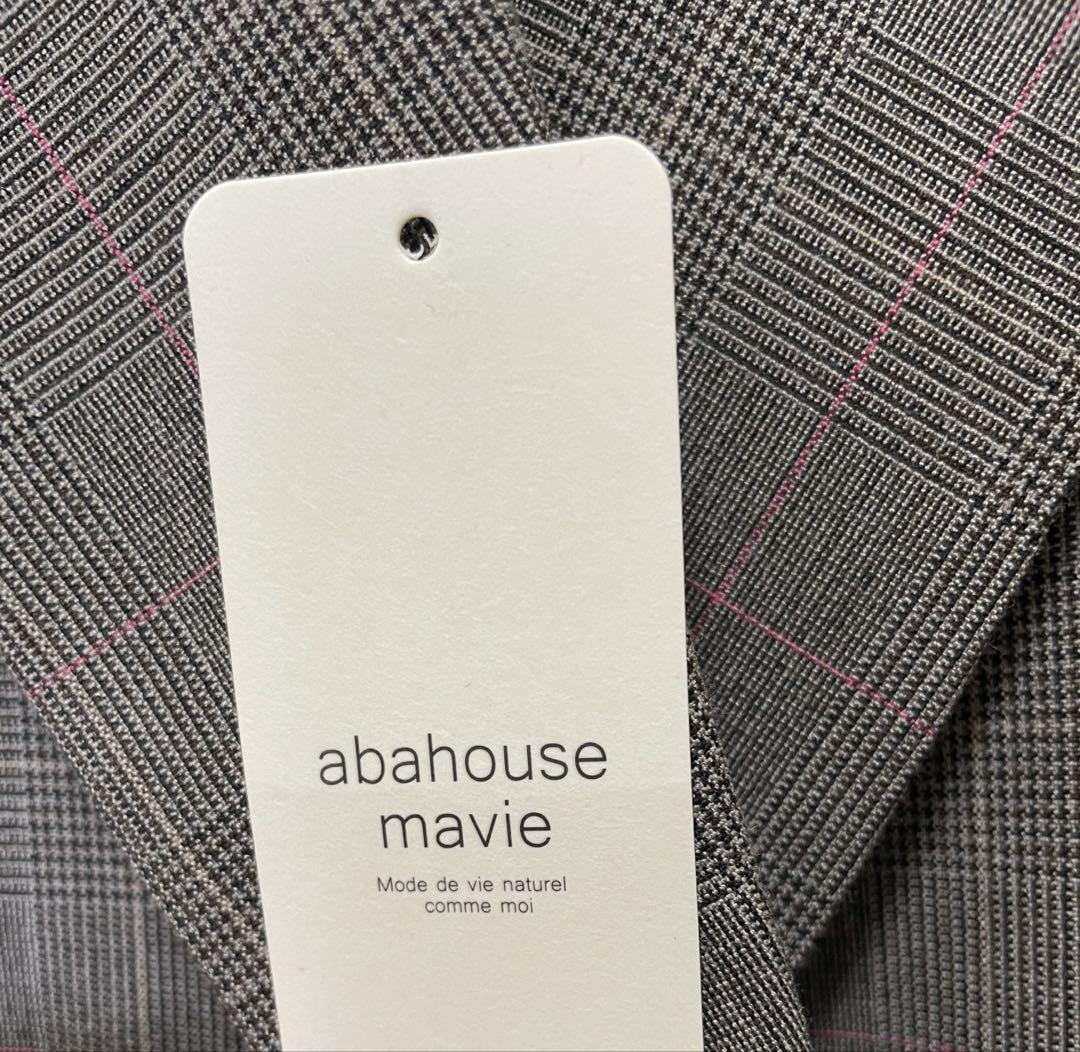 abahouse
mavie
Mode de vie naturel
comme moi